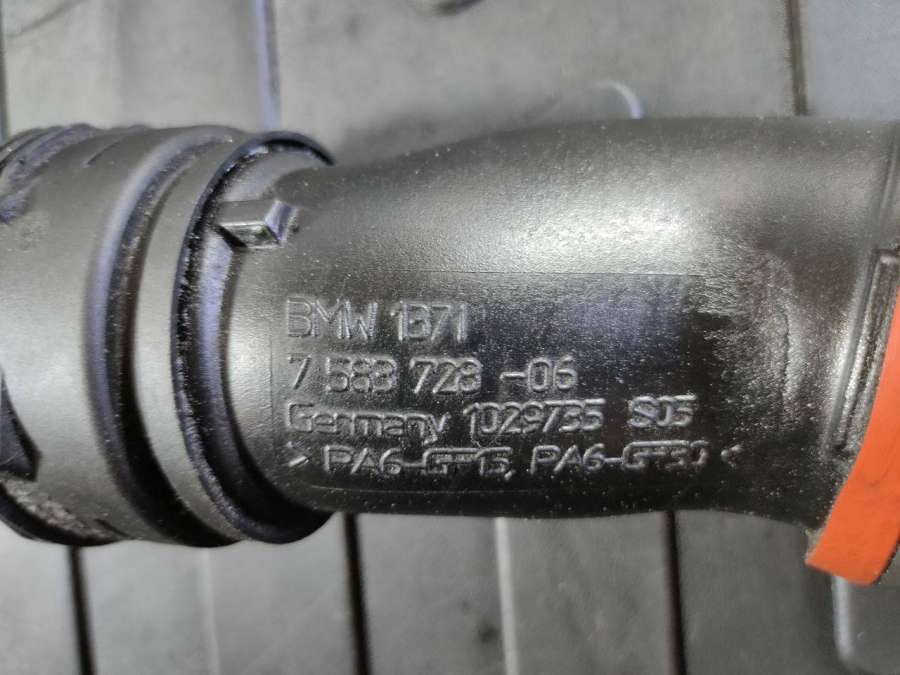 BMW 1371
7 583 728 -06
Germany 1029735 S05
> PA6-GF15, PA6-GF30 <